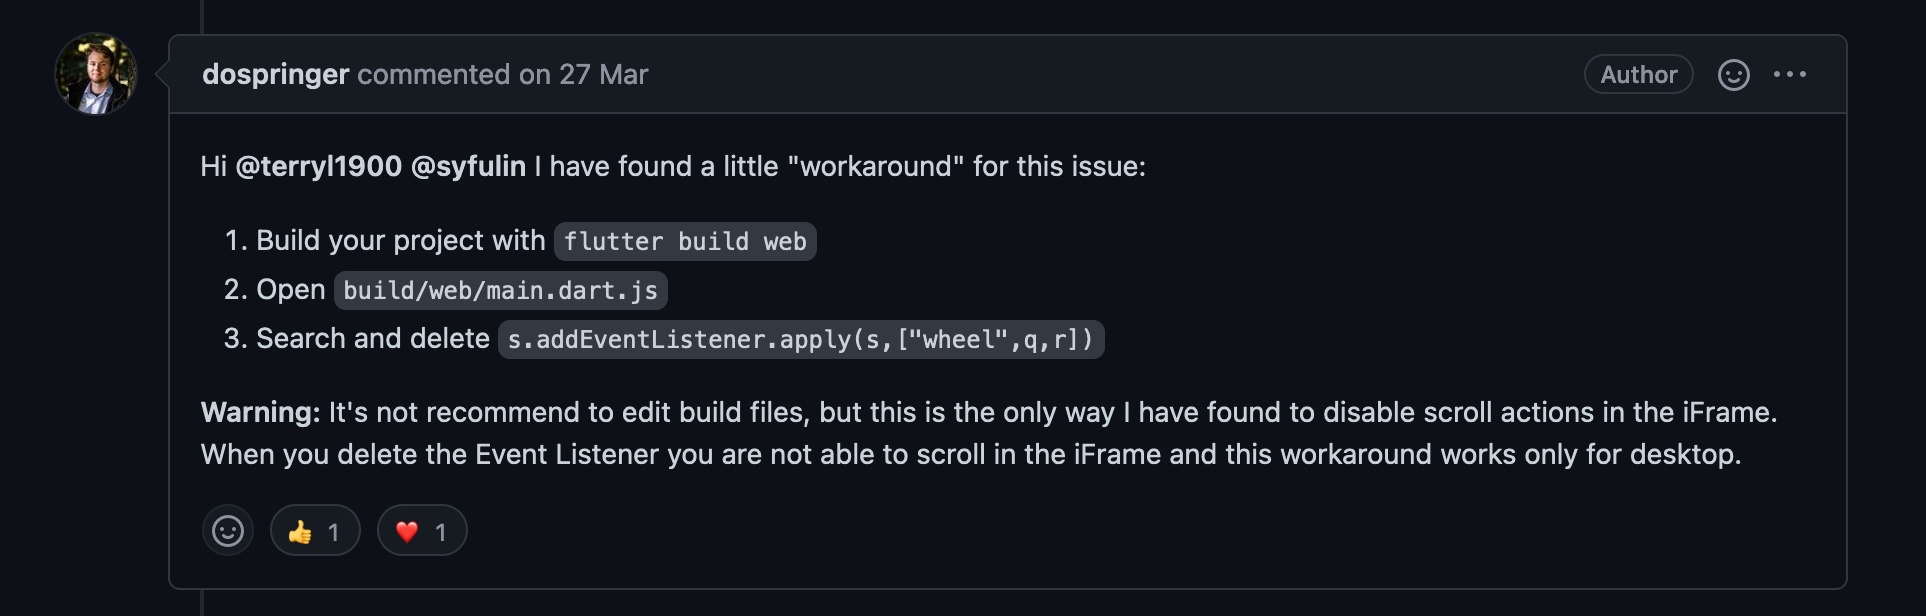 dospringer commented on 27 Mar
Author
Hi @terryl1900 @syfulin I have found a little "workaround" for this issue:
1. Build your project with flutter build web
2. Open build/web/main.dart.js
3. Search and delete s.addEventListener.apply(s,["wheel",q,r])
Warning: It's not recommend to edit build files, but this is the only way I have found to disable scroll actions in the iFrame.
When you delete the Event Listener you are not able to scroll in the iFrame and this workaround works only for desktop.
👍 1 ❤️ 1